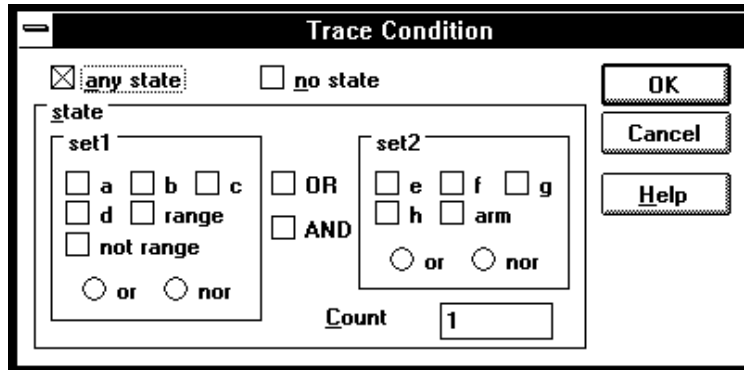 Trace Condition
any state
no state
OK
state
Cancel
set1
set2
a b c
OR
e f g
Help
d range
AND
h arm
not range
or nor
or nor
Count
1